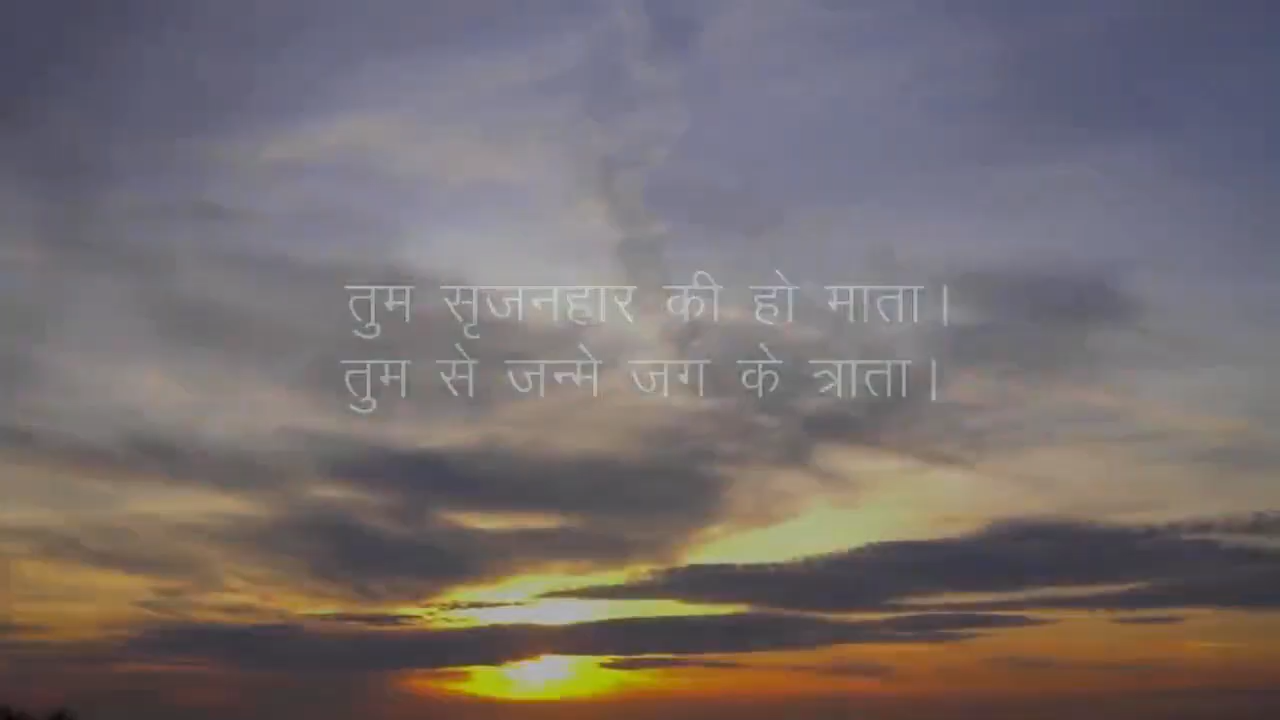 तुम सृजनहार की हो माता।
तुम से जन्मे जग के त्राता।